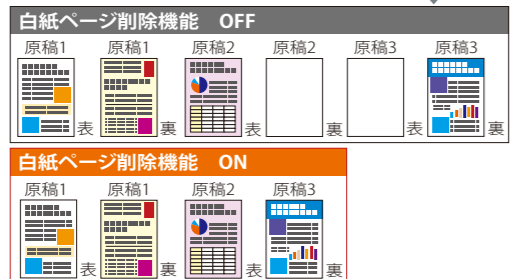 白紙ページ削除機能　OFF
原稿1 原稿1 原稿2 原稿2 原稿3 原稿3
表 裏 表 裏 表 裏
白紙ページ削除機能　ON
原稿1 原稿1 原稿2 原稿3
表 裏 表 裏